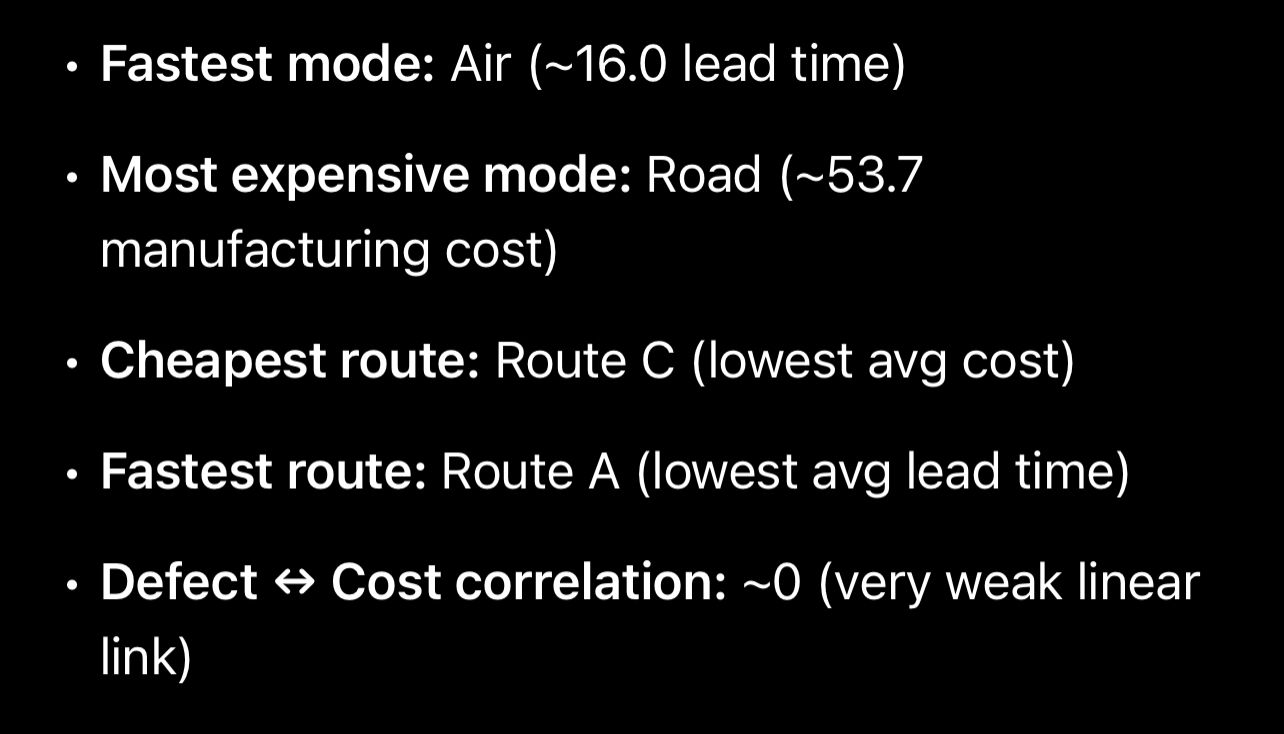 • Fastest mode: Air (~16.0 lead time)
• Most expensive mode: Road (~53.7
manufacturing cost)
• Cheapest route: Route C (lowest avg cost)
• Fastest route: Route A (lowest avg lead time)
• Defect ↔ Cost correlation: ~0 (very weak linear
link)